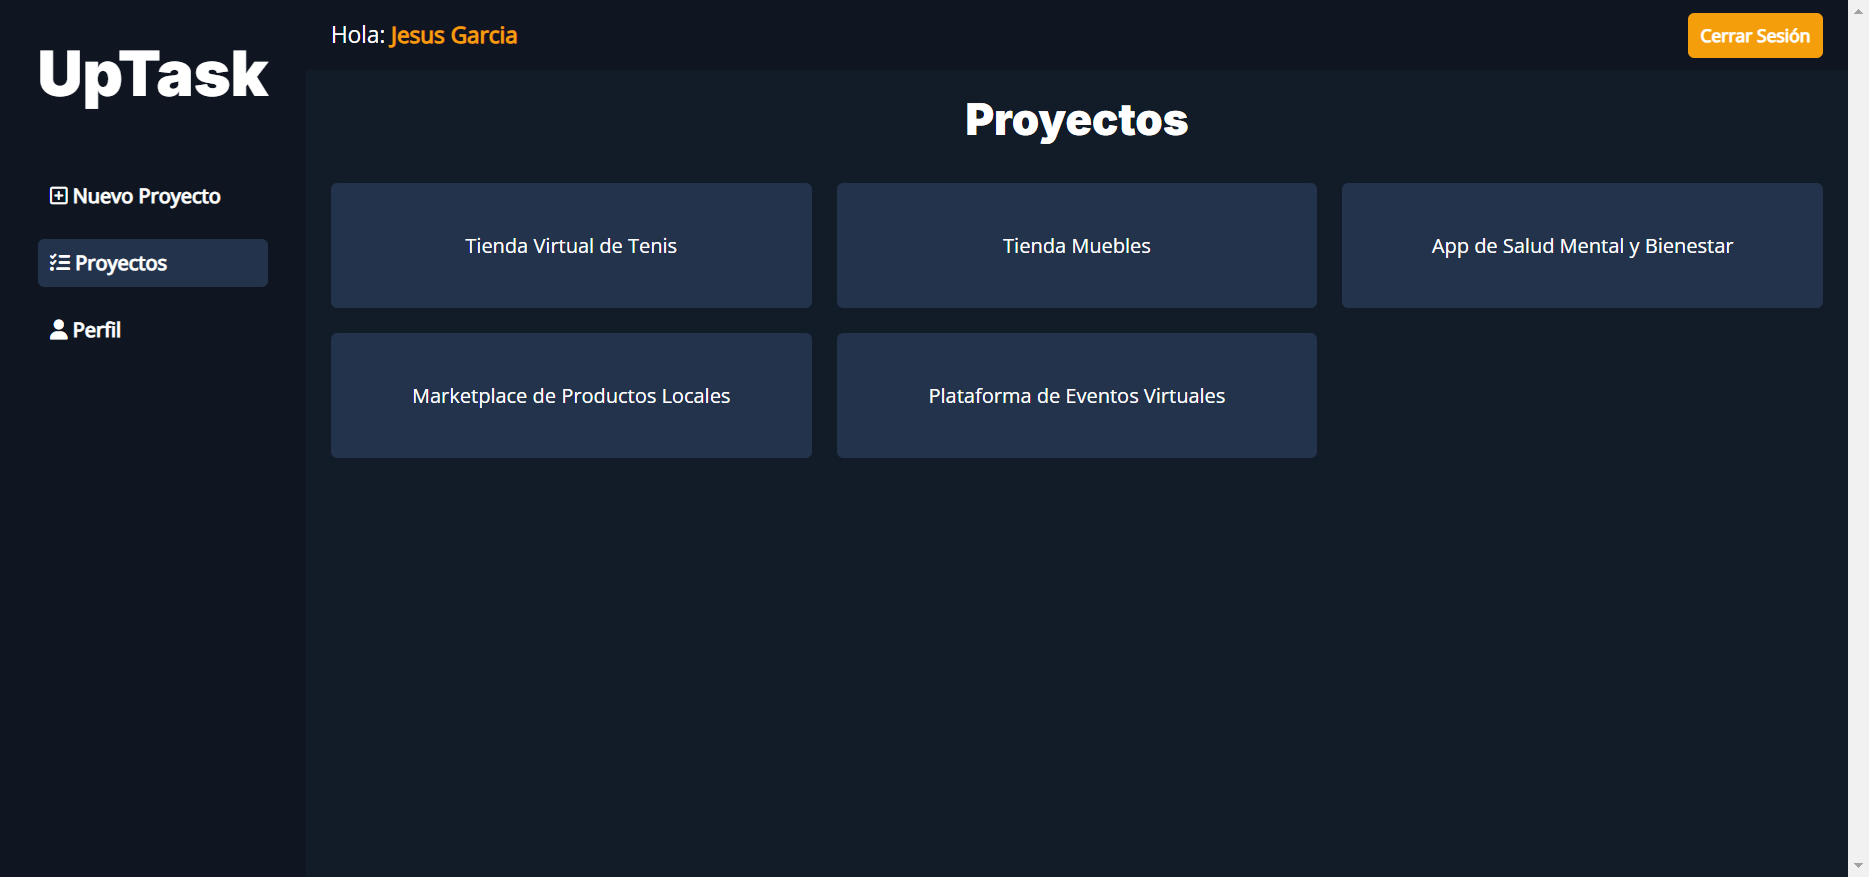 UpTask
Nuevo Proyecto
Proyectos
Perfil
Hola: Jesus Garcia
Cerrar Sesión
Proyectos
Tienda Virtual de Tenis
Tienda Muebles
App de Salud Mental y Bienestar
Marketplace de Productos Locales
Plataforma de Eventos Virtuales